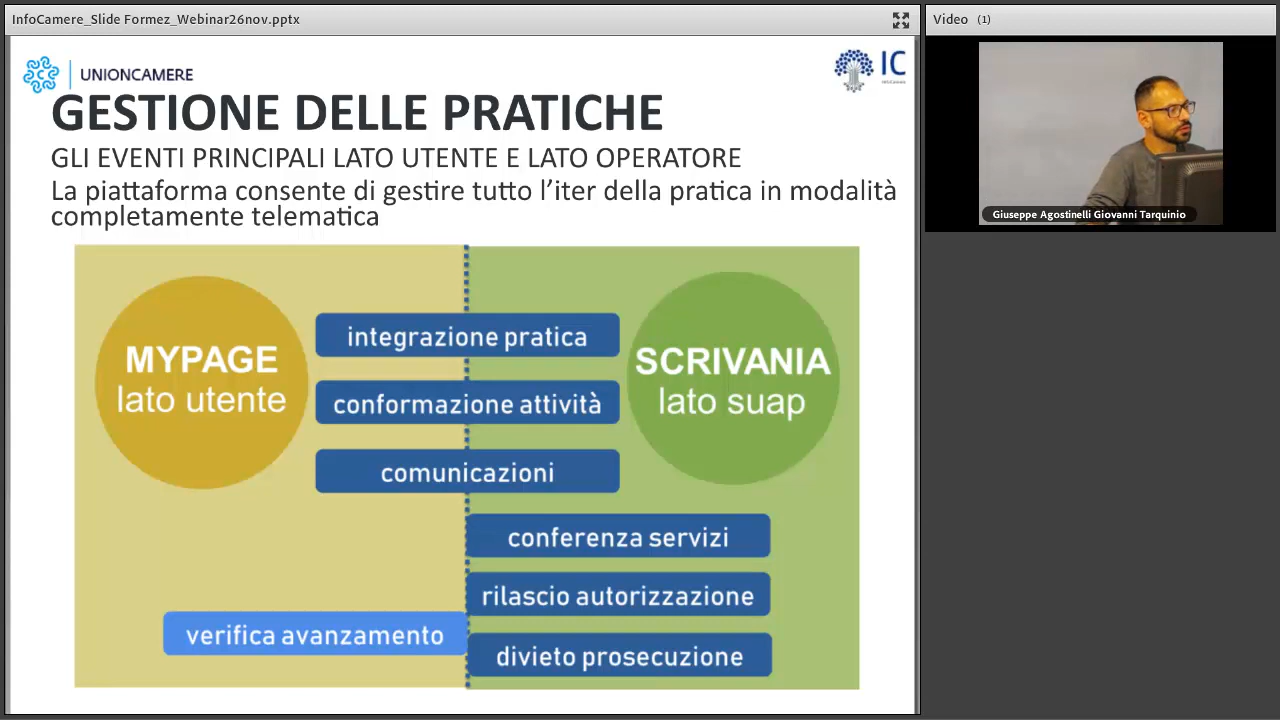 InfoCamere_Slide Formez_Webinar26nov.pptx
Video (1)
UNIONCAMERE
IC
InfoCamere
GESTIONE DELLE PRATICHE
GLI EVENTI PRINCIPALI LATO UTENTE E LATO OPERATORE
La piattaforma consente di gestire tutto l'iter della pratica in modalità
completamente telematica
Giuseppe Agostinelli Giovanni Tarquinio
MYPAGE
lato utente
integrazione pratica
conformazione attività
comunicazioni
SCRIVANIA
lato suap
conferenza servizi
rilascio autorizzazione
verifica avanzamento
divieto prosecuzione